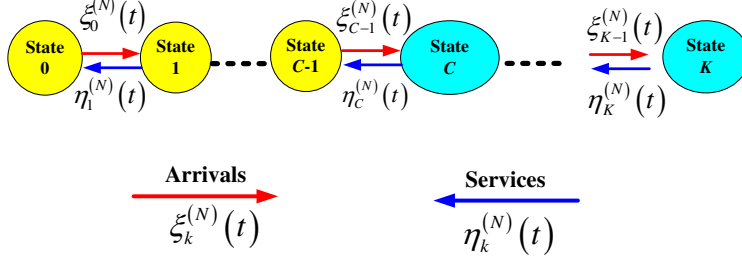 ξ_0^{(N)}(t) ξ_{C-1}^{(N)}(t) ξ_{K-1}^{(N)}(t)
State 0 State 1 State C-1 State C State K
η_1^{(N)}(t) η_C^{(N)}(t) η_K^{(N)}(t)
Arrivals Services
ξ_k^{(N)}(t) η_k^{(N)}(t)